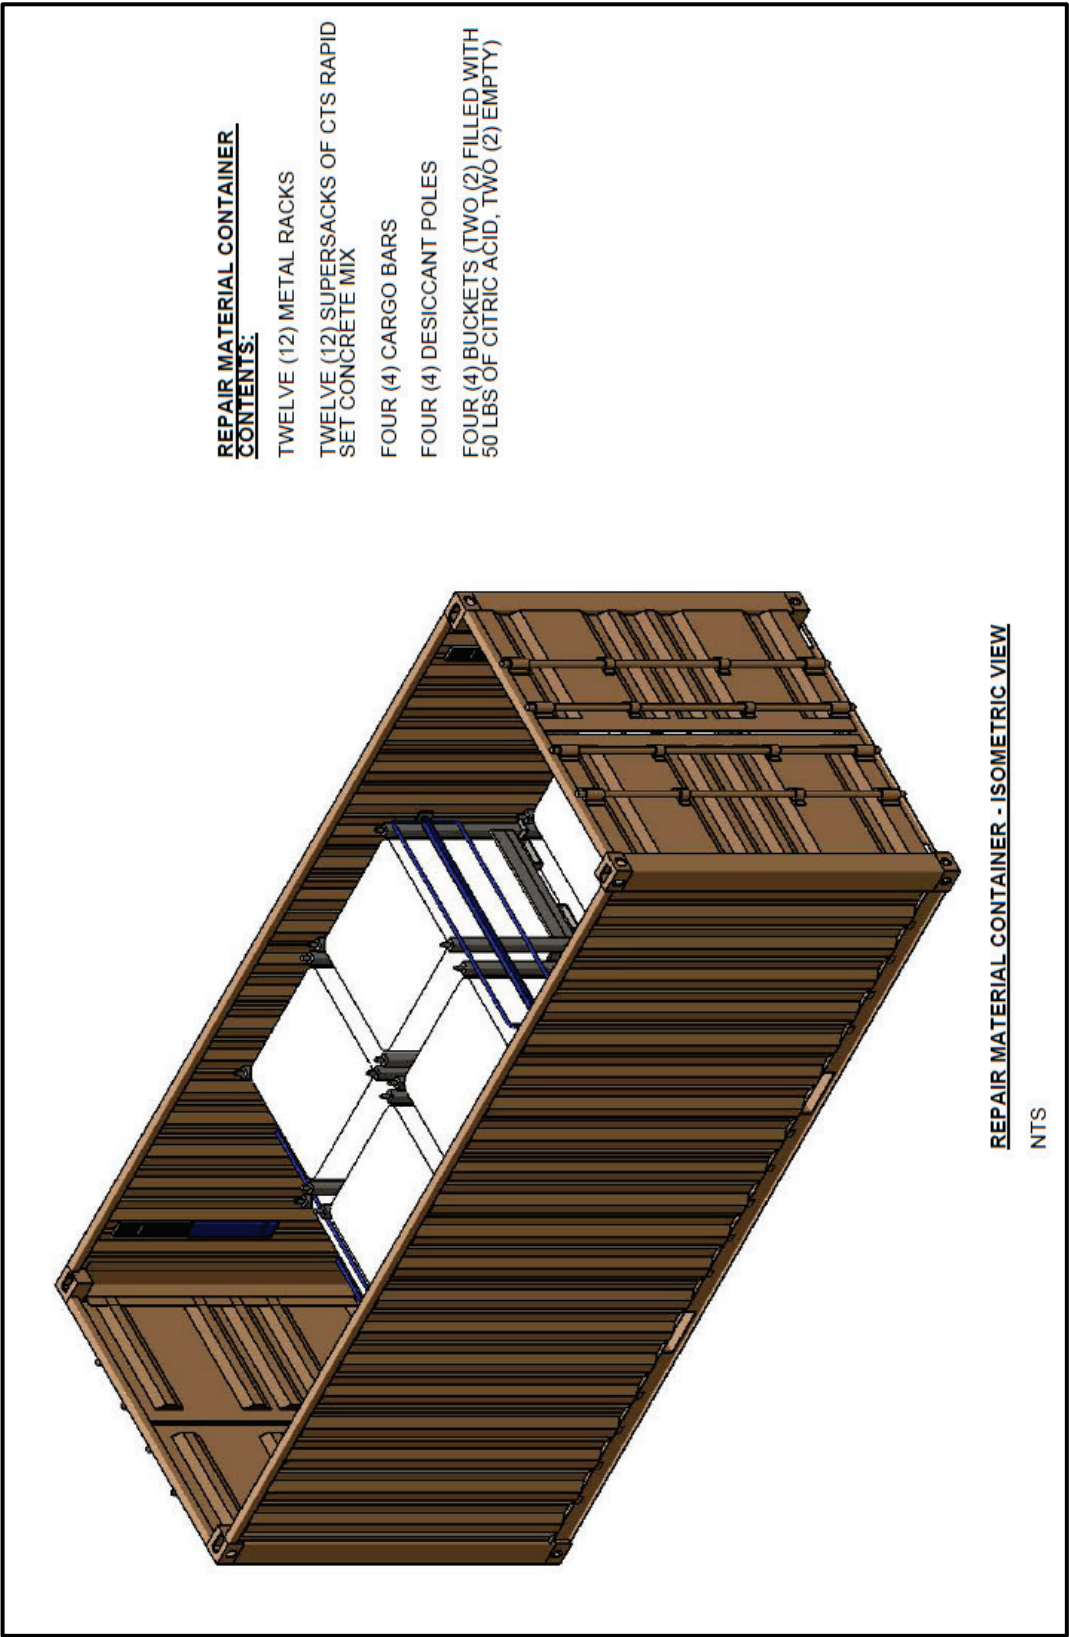 REPAIR MATERIAL CONTAINER
CONTENTS:
TWELVE (12) METAL RACKS
TWELVE (12) SUPERSACKS OF CTS RAPID
SET CONCRETE MIX
FOUR (4) CARGO BARS
FOUR (4) DESICCANT POLES
FOUR (4) BUCKETS (TWO (2) FILLED WITH
50 LBS OF CITRIC ACID, TWO (2) EMPTY)
REPAIR MATERIAL CONTAINER - ISOMETRIC VIEW
NTS